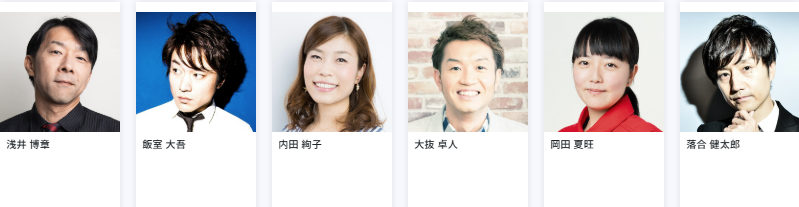 浅井 博章
飯室 大吾
内田 絢子
大抜 卓人
岡田 夏旺
落合 健太郎